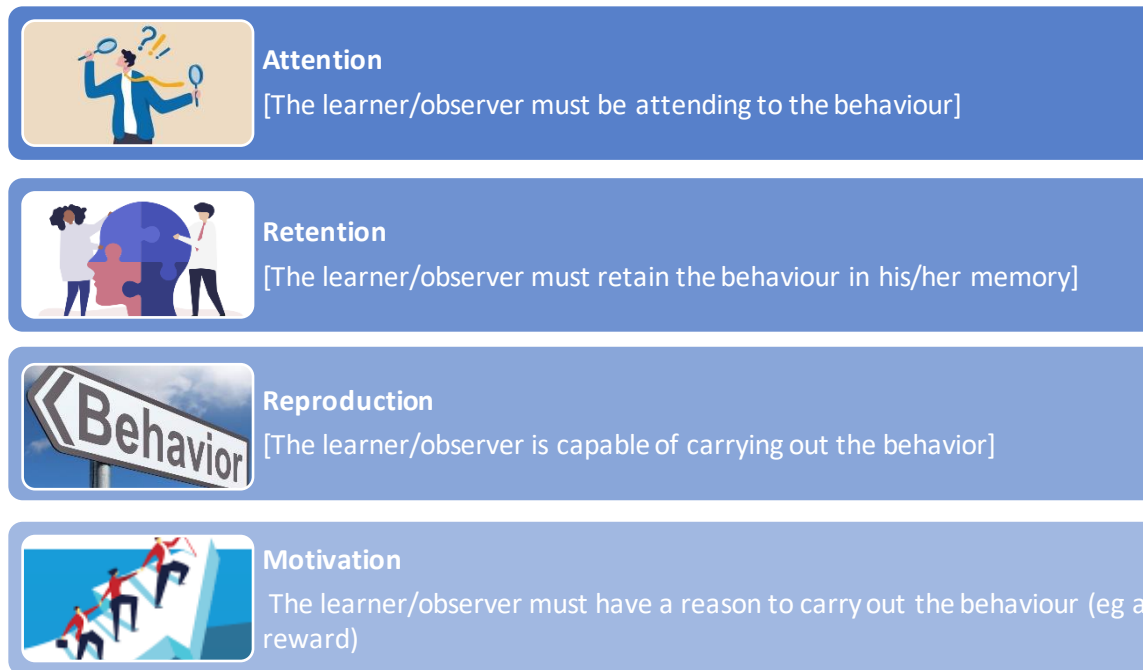 Attention
[The learner/observer must be attending to the behaviour]
Retention
[The learner/observer must retain the behaviour in his/her memory]
Behavior
Reproduction
[The learner/observer is capable of carrying out the behavior]
Motivation
The learner/observer must have a reason to carry out the behaviour (eg a
reward)